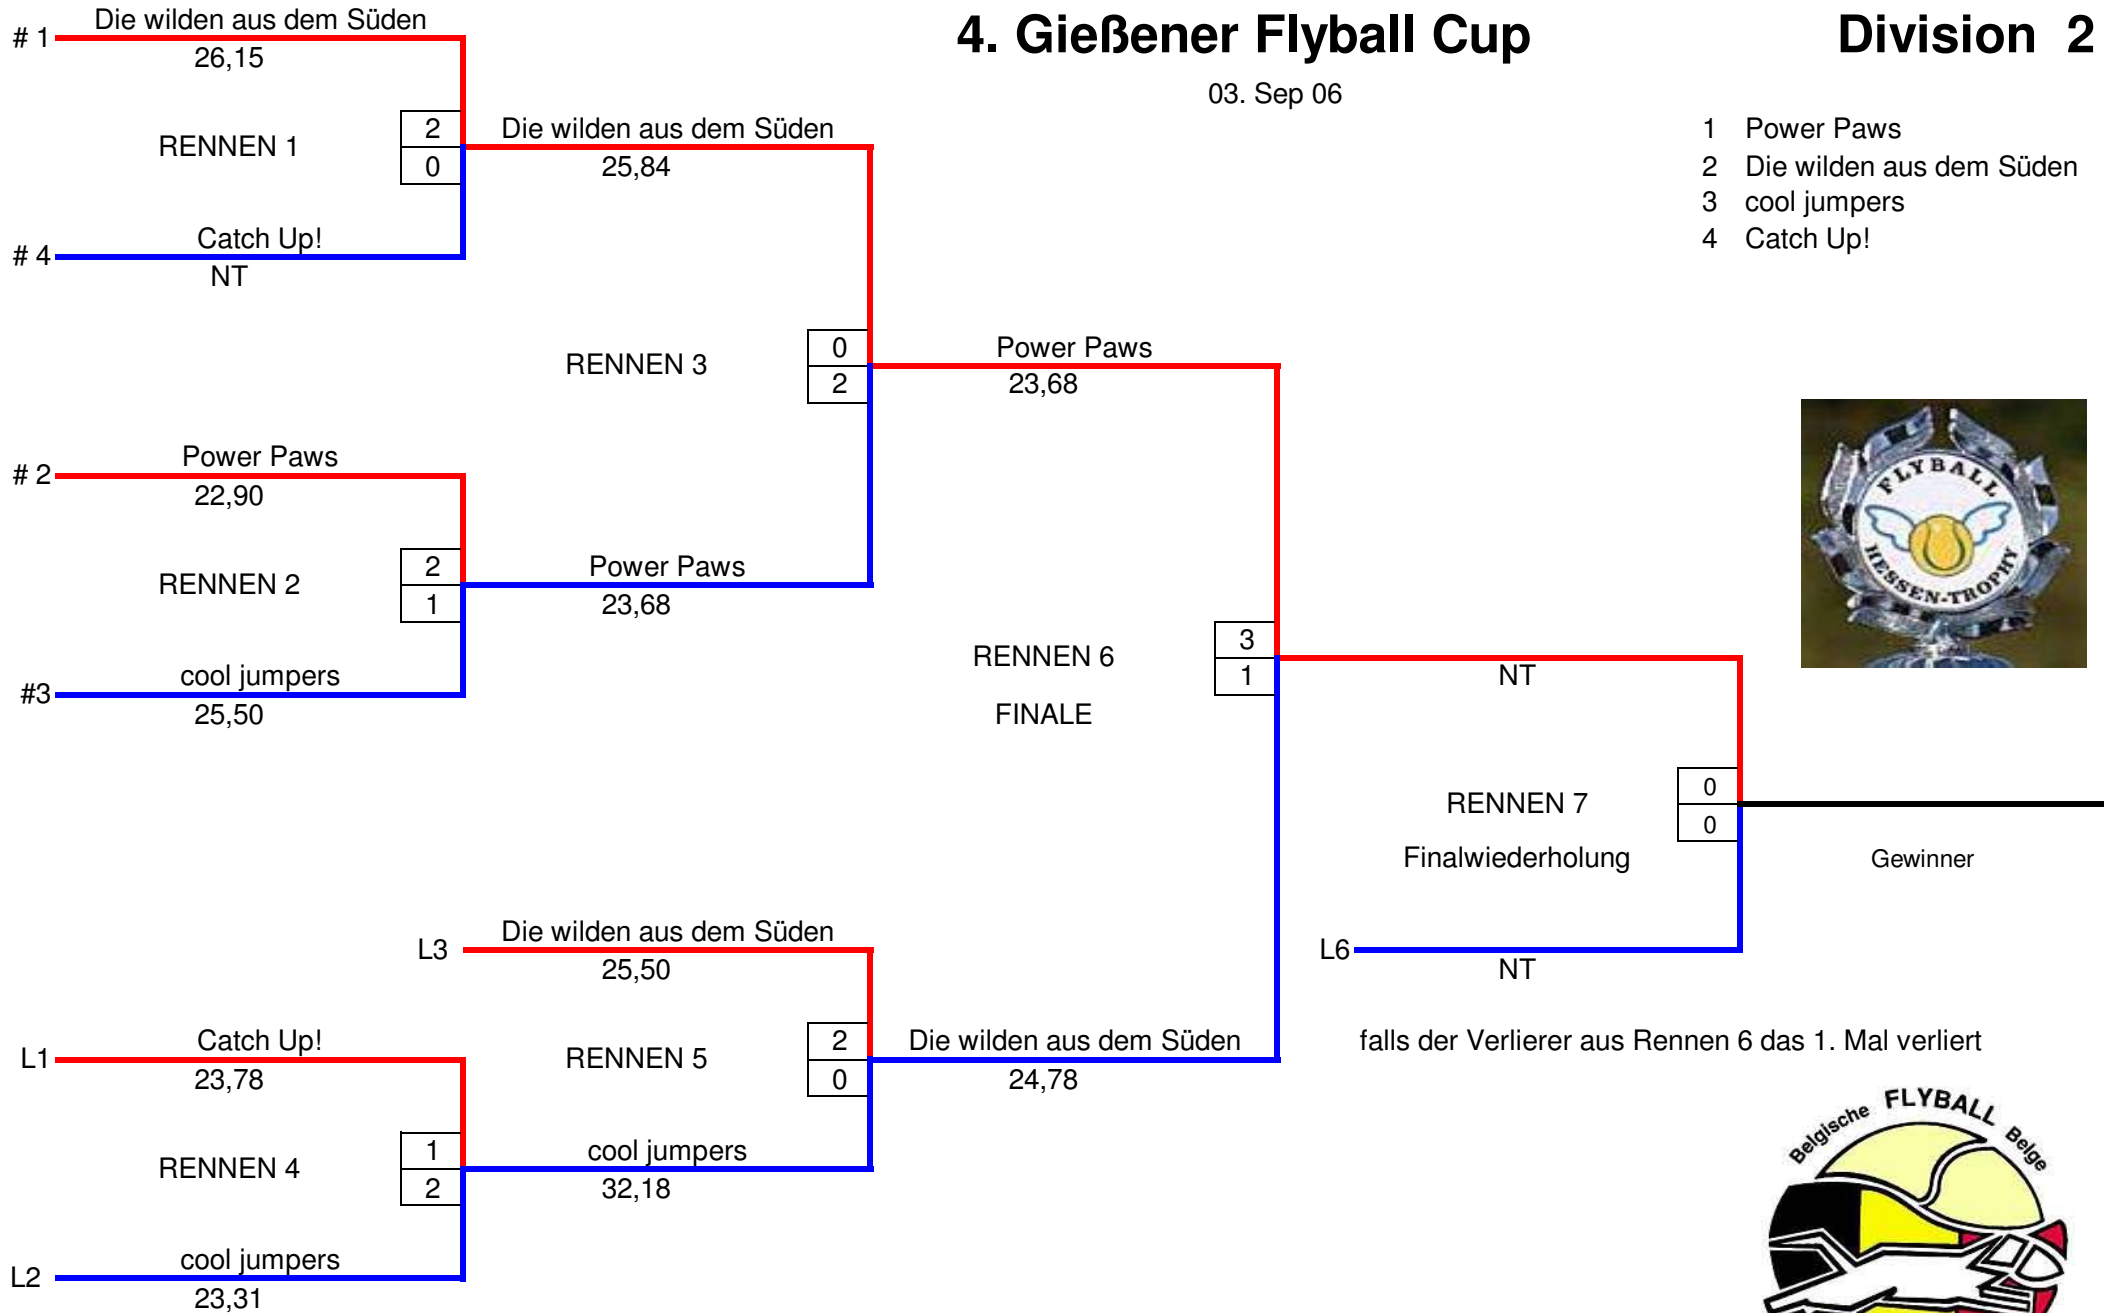 4. Gießener Flyball Cup
Division 2
03. Sep 06
1 Power Paws
2 Die wilden aus dem Süden
3 cool jumpers
4 Catch Up!
# 1
Die wilden aus dem Süden
26,15
RENNEN 1
2
0
# 4
Catch Up!
NT
Die wilden aus dem Süden
25,84
RENNEN 3
0
2
# 2
Power Paws
22,90
RENNEN 2
2
1
#3
cool jumpers
25,50
Power Paws
23,68
Power Paws
23,68
RENNEN 6
FINALE
3
1
NT
RENNEN 7
Finalwiederholung
0
0
Gewinner
L6
NT
falls der Verlierer aus Rennen 6 das 1. Mal verliert
L3
Die wilden aus dem Süden
25,50
RENNEN 5
2
0
Die wilden aus dem Süden
24,78
L1
Catch Up!
23,78
RENNEN 4
1
2
cool jumpers
32,18
L2
cool jumpers
23,31
FLYBALL
HESSEN-TROPHY
Belgische FLYBALL Belge